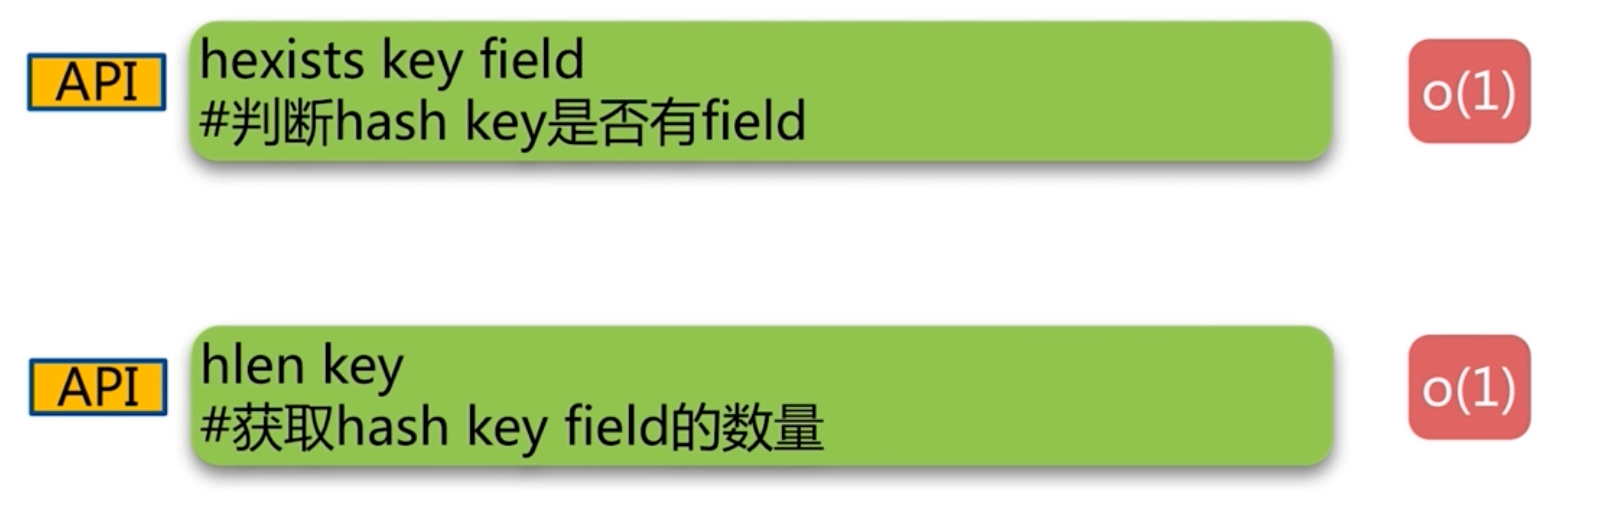 API
hexists key field
#判断hash key是否有field
o(1)
API
hlen key
#获取hash key field的数量
o(1)